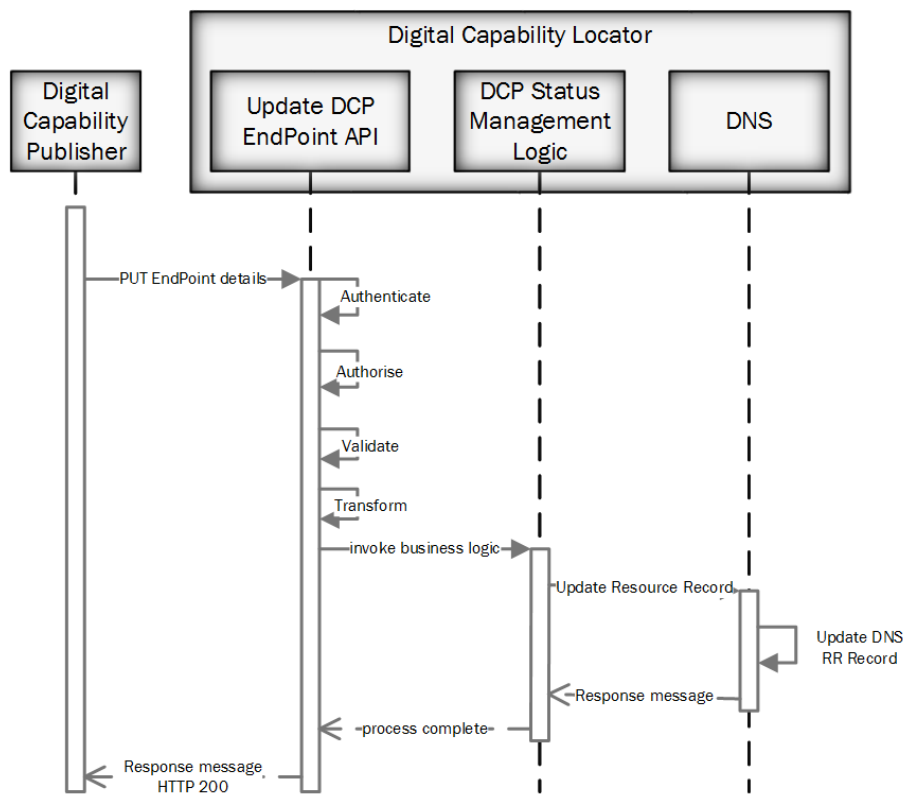 Digital Capability Locator
Digital
Capability
Publisher
Update DCP
EndPoint API
DCP Status
Management
Logic
DNS
PUT EndPoint details
Authenticate
Authorise
Validate
Transform
invoke business logic
Update Resource Record
Update DNS
RR Record
Response message
process complete
Response message
HTTP 200